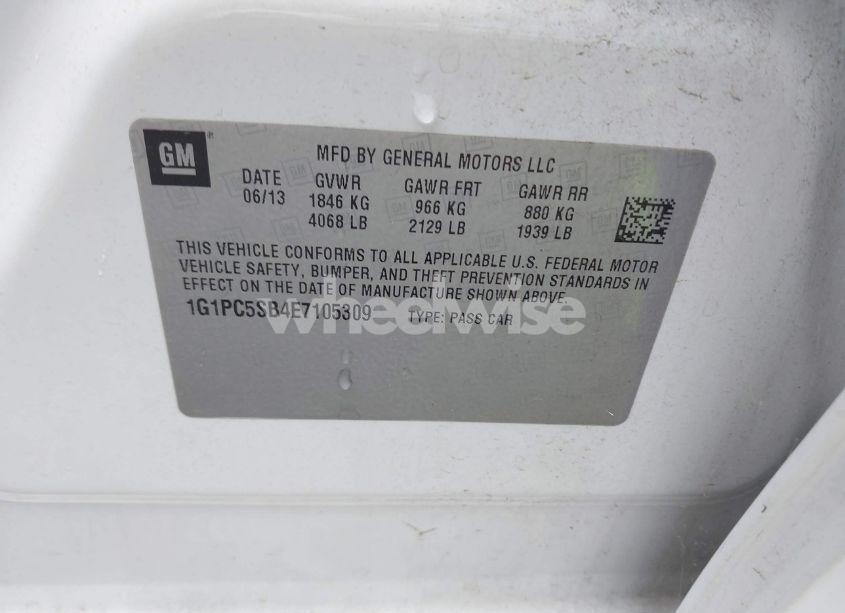 GM
MFD BY GENERAL MOTORS LLC
DATE GVWR GAWR FRT GAWR RR
06/13 1846 KG 966 KG 880 KG
4068 LB 2129 LB 1939 LB
THIS VEHICLE CONFORMS TO ALL APPLICABLE U.S. FEDERAL MOTOR
VEHICLE SAFETY, BUMPER, AND THEFT PREVENTION STANDARDS IN
EFFECT ON THE DATE OF MANUFACTURE SHOWN ABOVE.
1G1PC5SB4E7105309 TYPE: PASS CAR
wheelwise